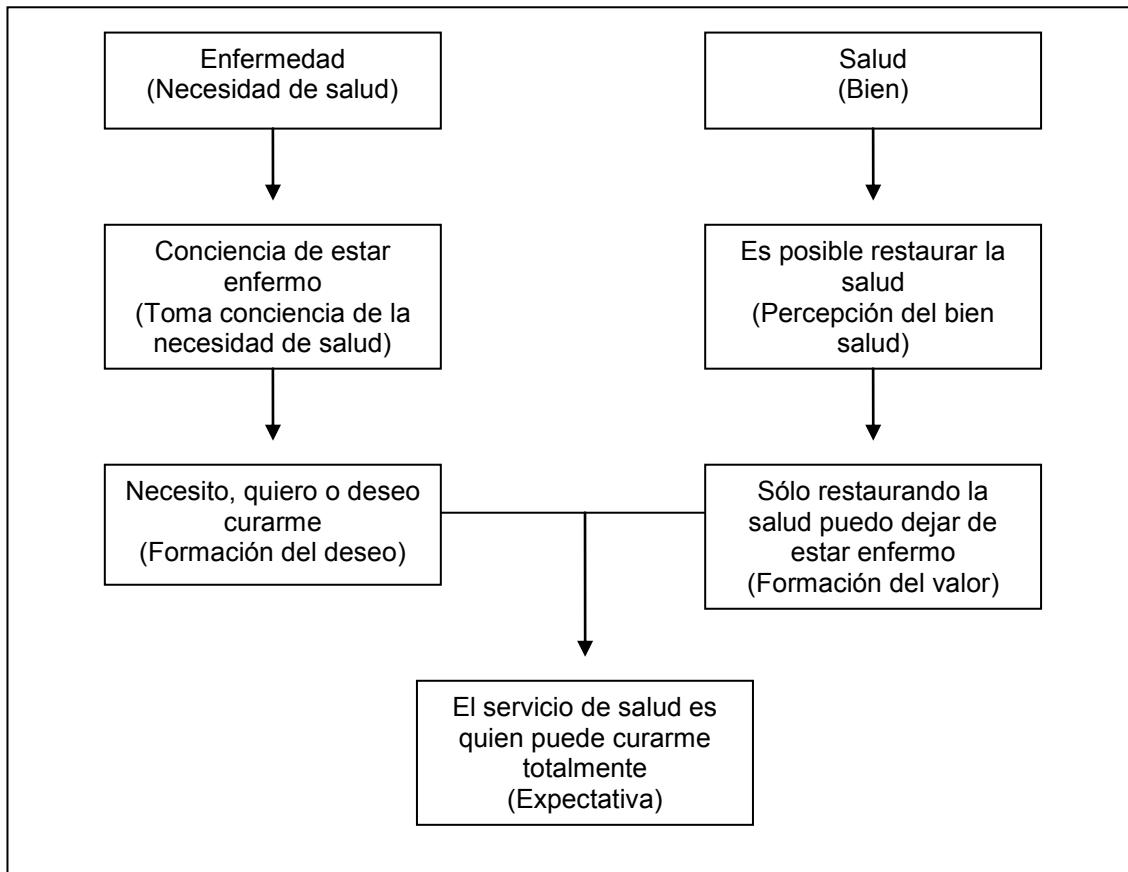 Enfermedad
(Necesidad de salud)
Salud
(Bien)
Conciencia de estar
enfermo
(Toma conciencia de la
necesidad de salud)
Es posible restaurar la
salud
(Percepción del bien
salud)
Necesito, quiero o deseo
curarme
(Formación del deseo)
Sólo restaurando la
salud puedo dejar de
estar enfermo
(Formación del valor)
El servicio de salud es
quien puede curarme
totalmente
(Expectativa)